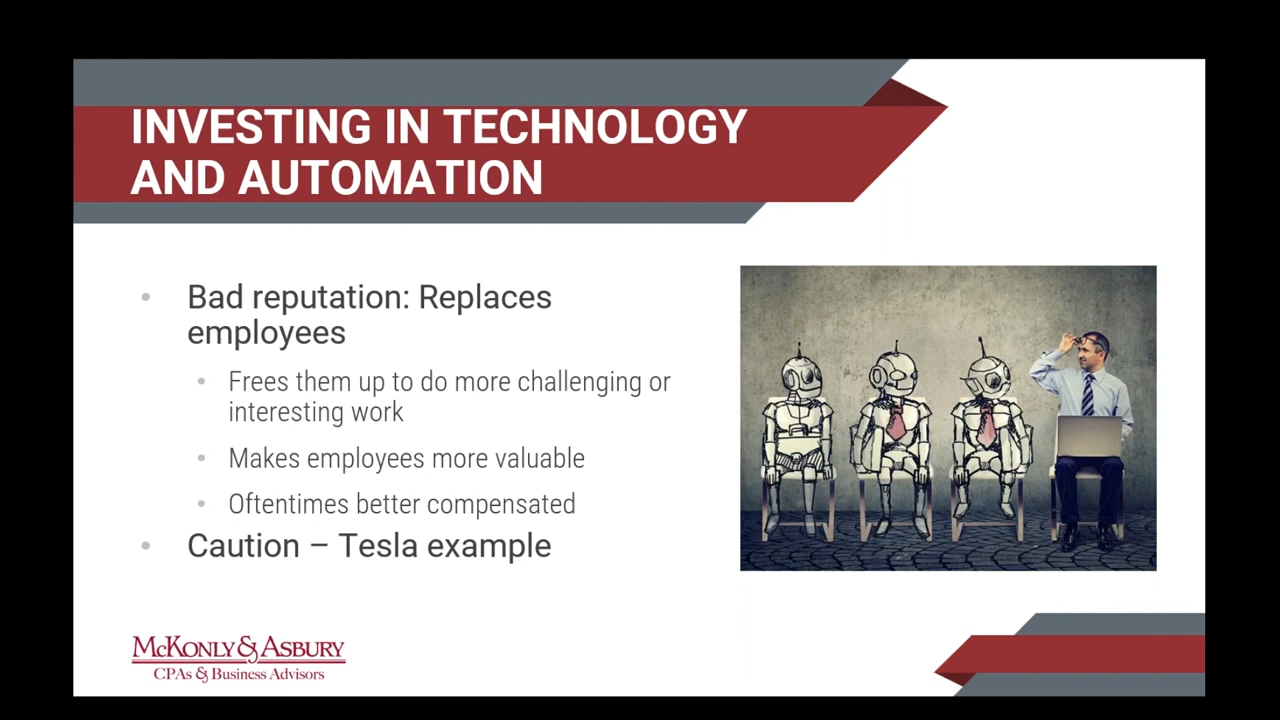 INVESTING IN TECHNOLOGY
AND AUTOMATION
• Bad reputation: Replaces
employees
• Frees them up to do more challenging or
interesting work
• Makes employees more valuable
• Oftentimes better compensated
• Caution – Tesla example
McKonly & Asbury
CPAs & Business Advisors